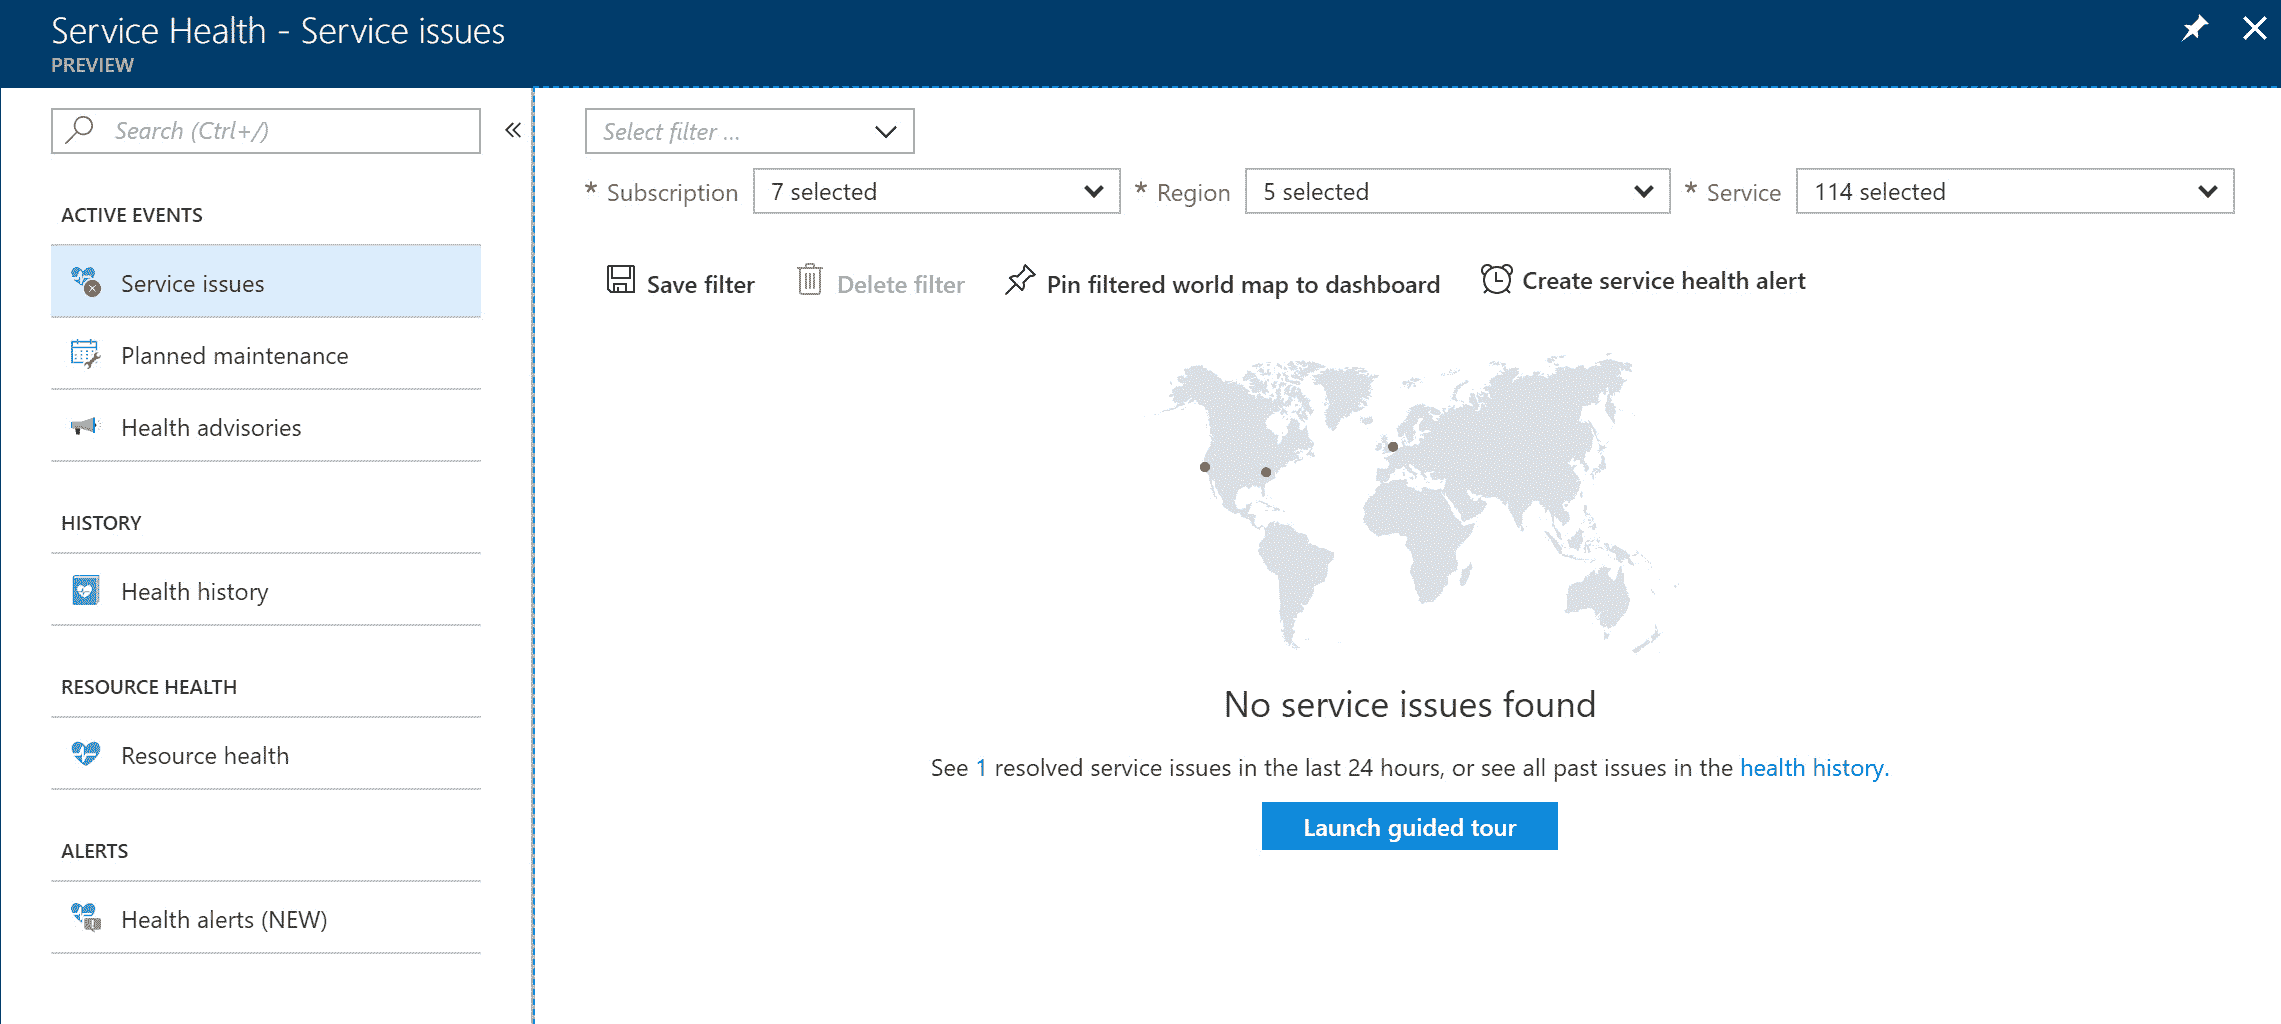 Service Health - Service issues
PREVIEW
Search (Ctrl+/)
«
ACTIVE EVENTS
Service issues
Planned maintenance
Health advisories
HISTORY
Health history
RESOURCE HEALTH
Resource health
ALERTS
Health alerts (NEW)
Select filter ...
* Subscription 7 selected * Region 5 selected * Service 114 selected
Save filter Delete filter Pin filtered world map to dashboard Create service health alert
No service issues found
See 1 resolved service issues in the last 24 hours, or see all past issues in the health history.
Launch guided tour